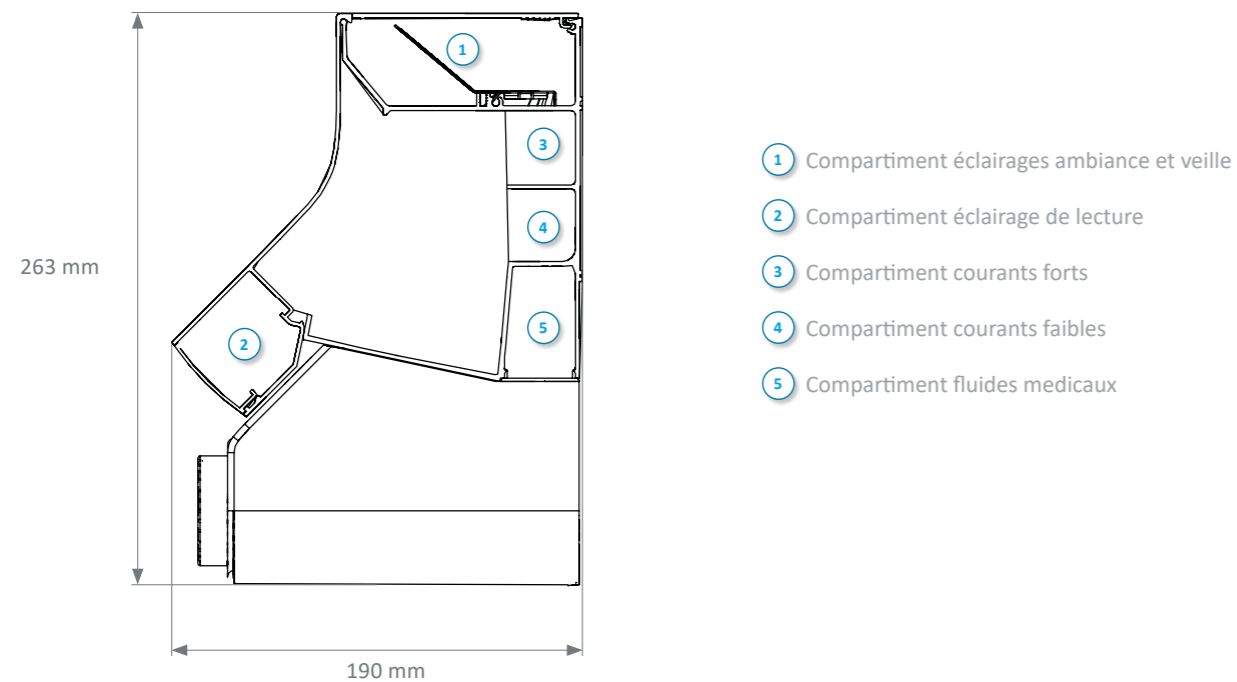 1
3
4
5
2
263 mm
190 mm
1 Compartiment éclairages ambiance et veille
2 Compartiment éclairage de lecture
3 Compartiment courants forts
4 Compartiment courants faibles
5 Compartiment fluides medicaux